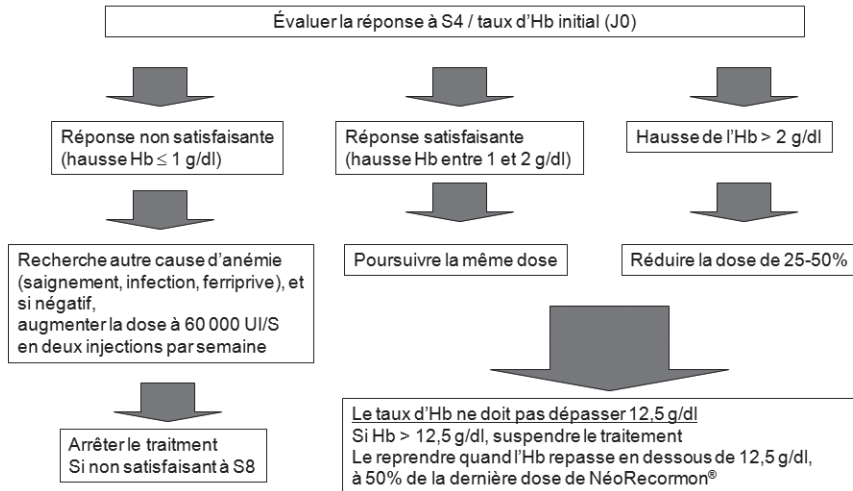 Évaluer la réponse à S4 / taux d'Hb initial (J0)
Réponse non satisfaisante
(hausse Hb ≤ 1 g/dl)
Réponse satisfaisante
(hausse Hb entre 1 et 2 g/dl)
Hausse de l'Hb > 2 g/dl
Recherche autre cause d'anémie
(saignement, infection, ferriprive), et
si négatif,
augmenter la dose à 60 000 UI/S
en deux injections par semaine
Poursuivre la même dose
Réduire la dose de 25-50%
Arrêter le traitment
Si non satisfaisant à S8
Le taux d'Hb ne doit pas dépasser 12,5 g/dl
Si Hb > 12,5 g/dl, suspendre le traitement
Le reprendre quand l'Hb repasse en dessous de 12,5 g/dl,
à 50% de la dernière dose de NéoRecormon®